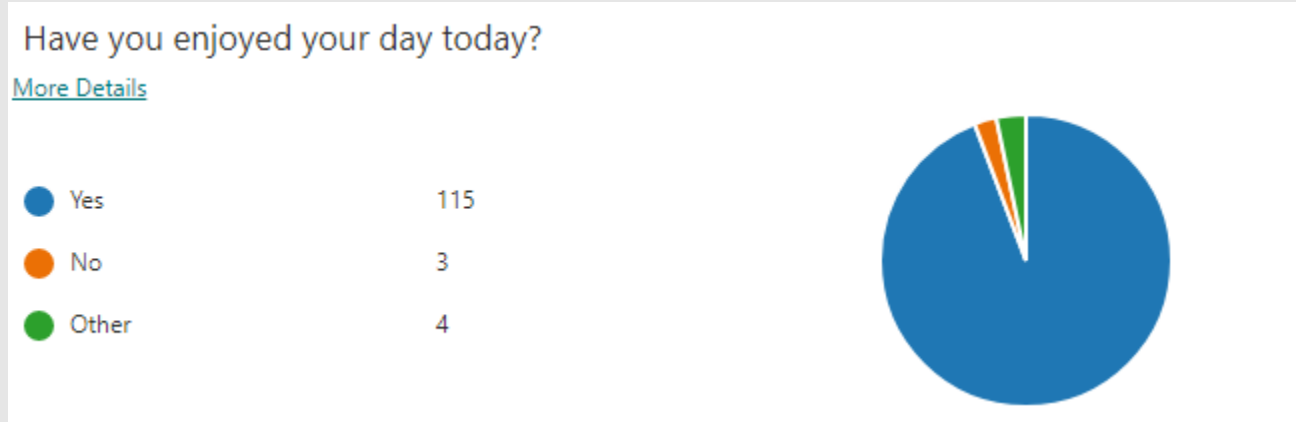 Have you enjoyed your day today?
More Details
Yes 115
No 3
Other 4